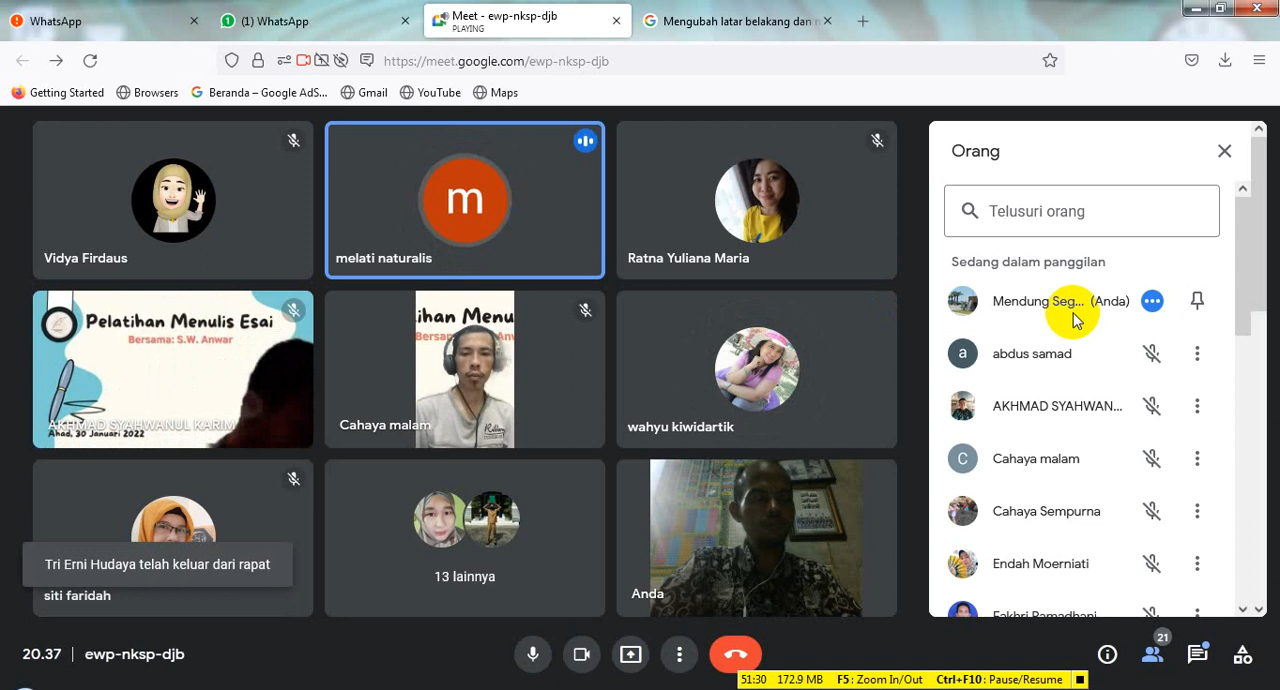 WhatsApp
(1) WhatsApp
Meet - ewp-nksp-djb
PLAYING
Mengubah latar belakang dan
https://meet.google.com/ewp-nksp-djb
Getting Started
Browsers
Beranda – Google AdS...
Gmail
YouTube
Maps
Vidya Firdaus
m
melati naturalis
Ratna Yuliana Maria
Pelatihan Menulis Esai
Bersama: S.W. Anwar
AKHMAD SYAHWANUL KARIM
Ahad, 30 Januari 2022
Cahaya malam
wahyu kiwidartik
Tri Erni Hudaya telah keluar dari rapat
siti faridah
13 lainnya
Anda
Orang
Telusuri orang
Sedang dalam panggilan
Mendung Seg... (Anda)
a
abdus samad
AKHMAD SYAHWAN...
C
Cahaya malam
Cahaya Sempurna
Endah Moerniati
Fakhri Ramadhani
20.37 | ewp-nksp-djb
21
51:30 172.9 MB F5: Zoom In/Out Ctrl+F10: Pause/Resume